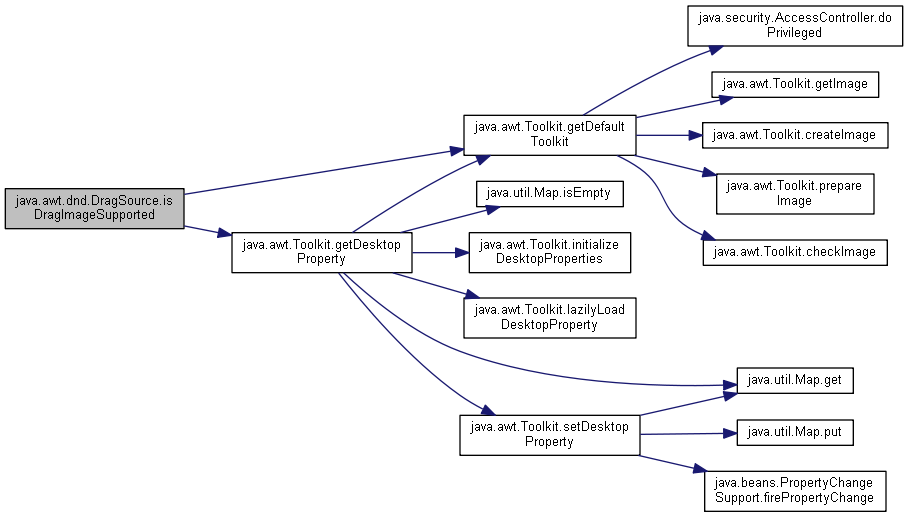 java.awt.dnd.DragSource.is
DragImageSupported
java.awt.Toolkit.getDesktop
Property
java.awt.Toolkit.getDefault
Toolkit
java.util.Map.isEmpty
java.awt.Toolkit.initialize
DesktopProperties
java.awt.Toolkit.lazilyLoad
DesktopProperty
java.awt.Toolkit.setDesktop
Property
java.security.AccessController.do
Privileged
java.awt.Toolkit.getImage
java.awt.Toolkit.createImage
java.awt.Toolkit.prepare
Image
java.awt.Toolkit.checkImage
java.util.Map.get
java.util.Map.put
java.beans.PropertyChange
Support.firePropertyChange